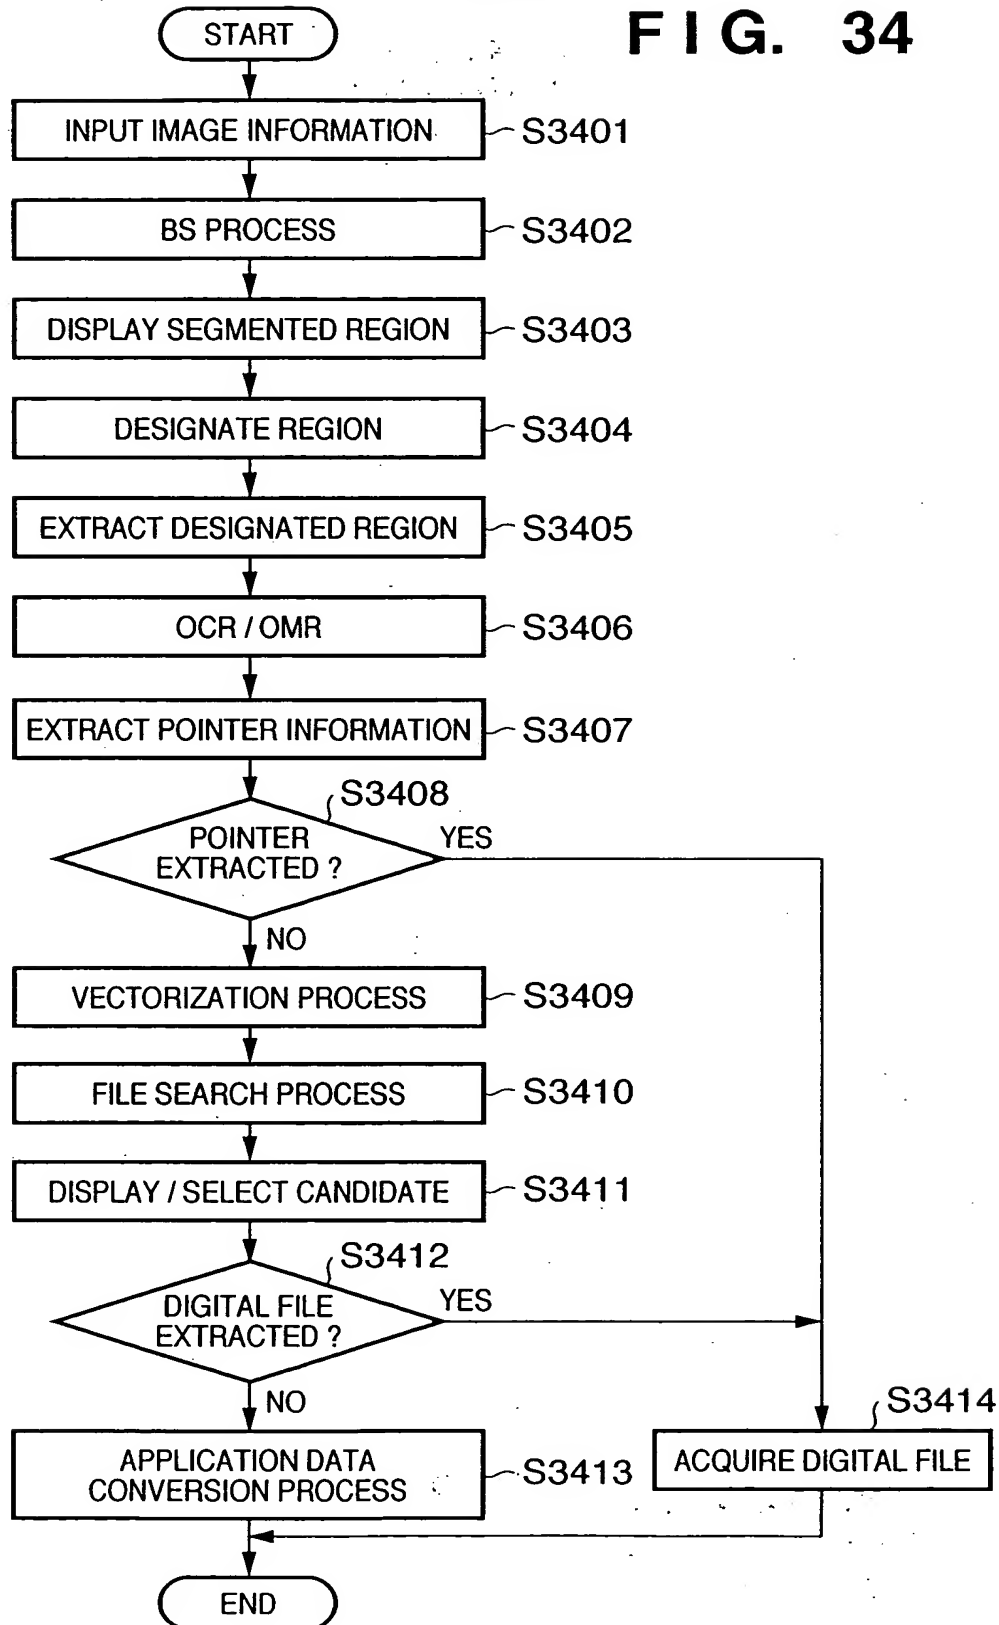 FIG. 34
START
INPUT IMAGE INFORMATION
S3401
BS PROCESS
S3402
DISPLAY SEGMENTED REGION
S3403
DESIGNATE REGION
S3404
EXTRACT DESIGNATED REGION
S3405
OCR / OMR
S3406
EXTRACT POINTER INFORMATION
S3407
S3408
POINTER
EXTRACTED ?
YES
NO
VECTORIZATION PROCESS
S3409
FILE SEARCH PROCESS
S3410
DISPLAY / SELECT CANDIDATE
S3411
S3412
DIGITAL FILE
EXTRACTED ?
YES
NO
APPLICATION DATA
CONVERSION PROCESS
S3413
S3414
ACQUIRE DIGITAL FILE
END